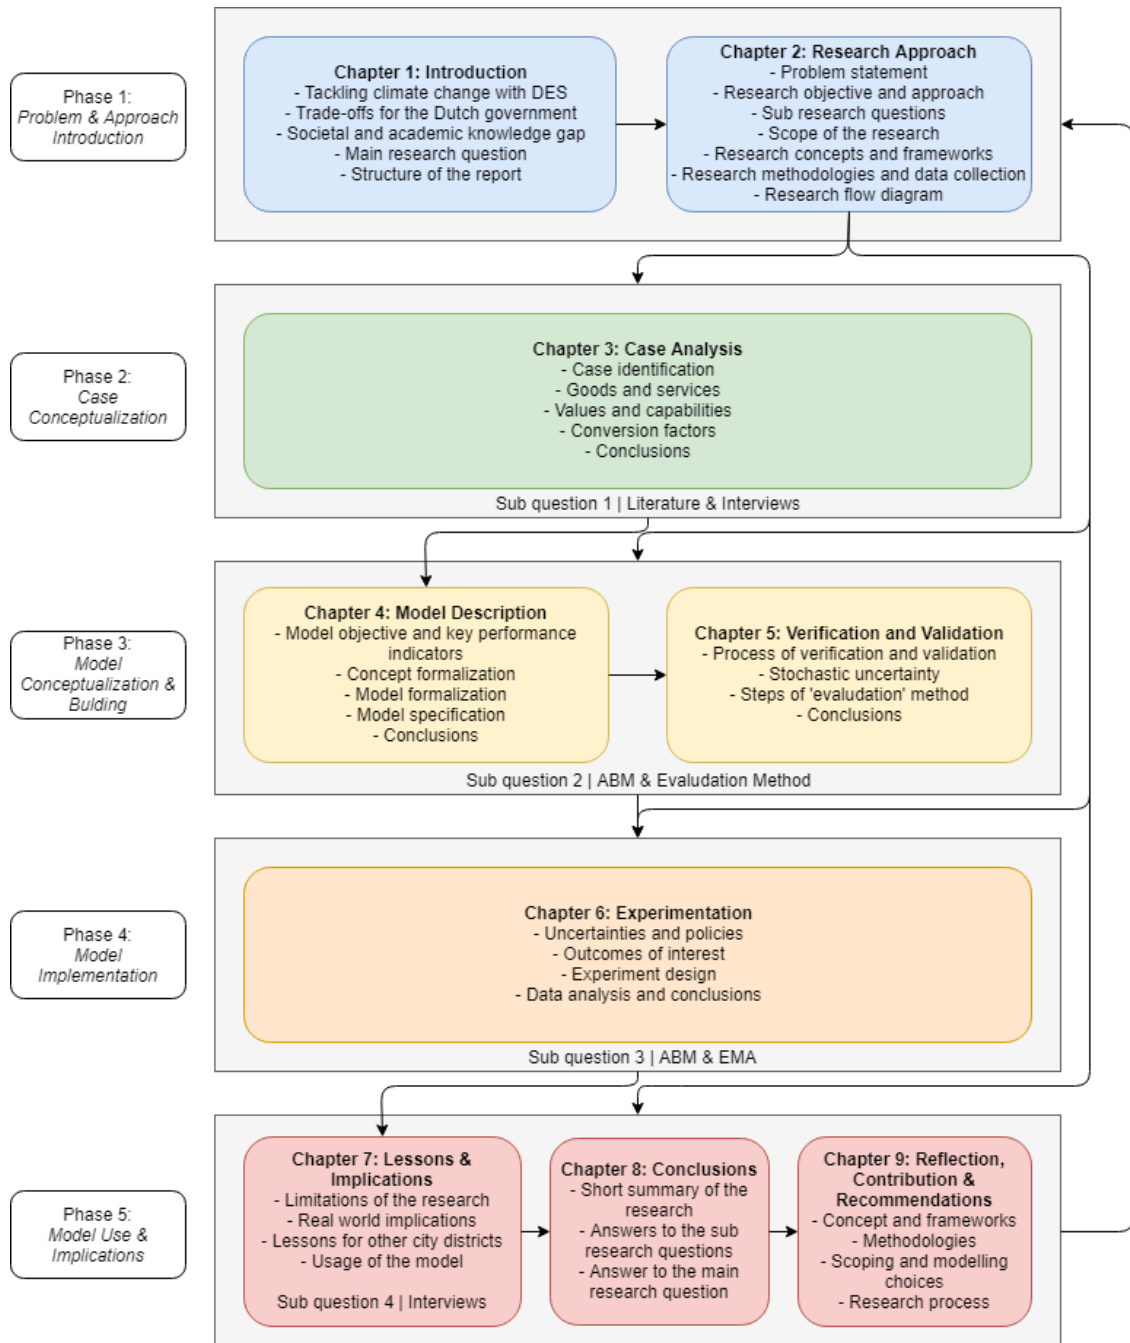 Phase 1:
Problem & Approach
Introduction
Chapter 1: Introduction
- Tackling climate change with DES
- Trade-offs for the Dutch government
- Societal and academic knowledge gap
- Main research question
- Structure of the report
Chapter 2: Research Approach
- Problem statement
- Research objective and approach
- Sub research questions
- Scope of the research
- Research concepts and frameworks
- Research methodologies and data collection
- Research flow diagram
Phase 2:
Case
Conceptualization
Chapter 3: Case Analysis
- Case identification
- Goods and services
- Values and capabilities
- Conversion factors
- Conclusions
Sub question 1 | Literature & Interviews
Phase 3:
Model
Conceptualization &
Bulding
Chapter 4: Model Description
- Model objective and key performance
indicators
- Concept formalization
- Model formalization
- Model specification
- Conclusions
Chapter 5: Verification and Validation
- Process of verification and validation
- Stochastic uncertainty
- Steps of 'evaludation' method
- Conclusions
Sub question 2 | ABM & Evaludation Method
Phase 4:
Model
Implementation
Chapter 6: Experimentation
- Uncertainties and policies
- Outcomes of interest
- Experiment design
- Data analysis and conclusions
Sub question 3 | ABM & EMA
Phase 5:
Model Use &
Implications
Chapter 7: Lessons &
Implications
- Limitations of the research
- Real world implications
- Lessons for other city districts
- Usage of the model
Sub question 4 | Interviews
Chapter 8: Conclusions
- Short summary of the
research
- Answers to the sub
research questions
- Answer to the main
research question
Chapter 9: Reflection,
Contribution &
Recommendations
- Concept and frameworks
- Methodologies
- Scoping and modelling
choices
- Research process